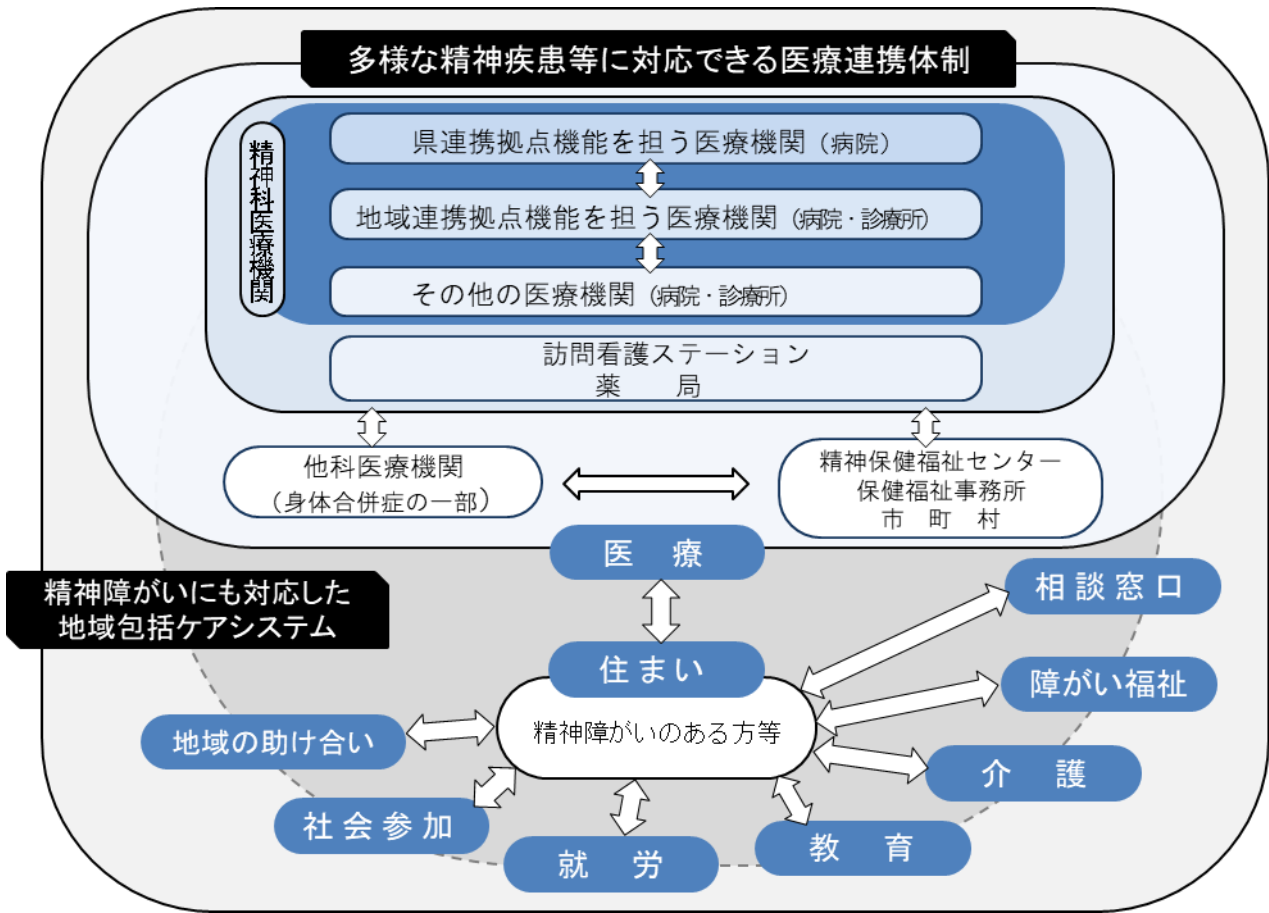 多様な精神疾患等に対応できる医療連携体制
精神科医療機関
県連携拠点機能を担う医療機関（病院）
地域連携拠点機能を担う医療機関（病院・診療所）
その他の医療機関（病院・診療所）
訪問看護ステーション
薬　　局
他科医療機関
（身体合併症の一部）
精神保健福祉センター
保健福祉事務所
市　町　村
医　療
精神障がいにも対応した
地域包括ケアシステム
相談窓口
住まい
障がい福祉
精神障がいのある方等
地域の助け合い
介　護
社会参加
就　労
教　育